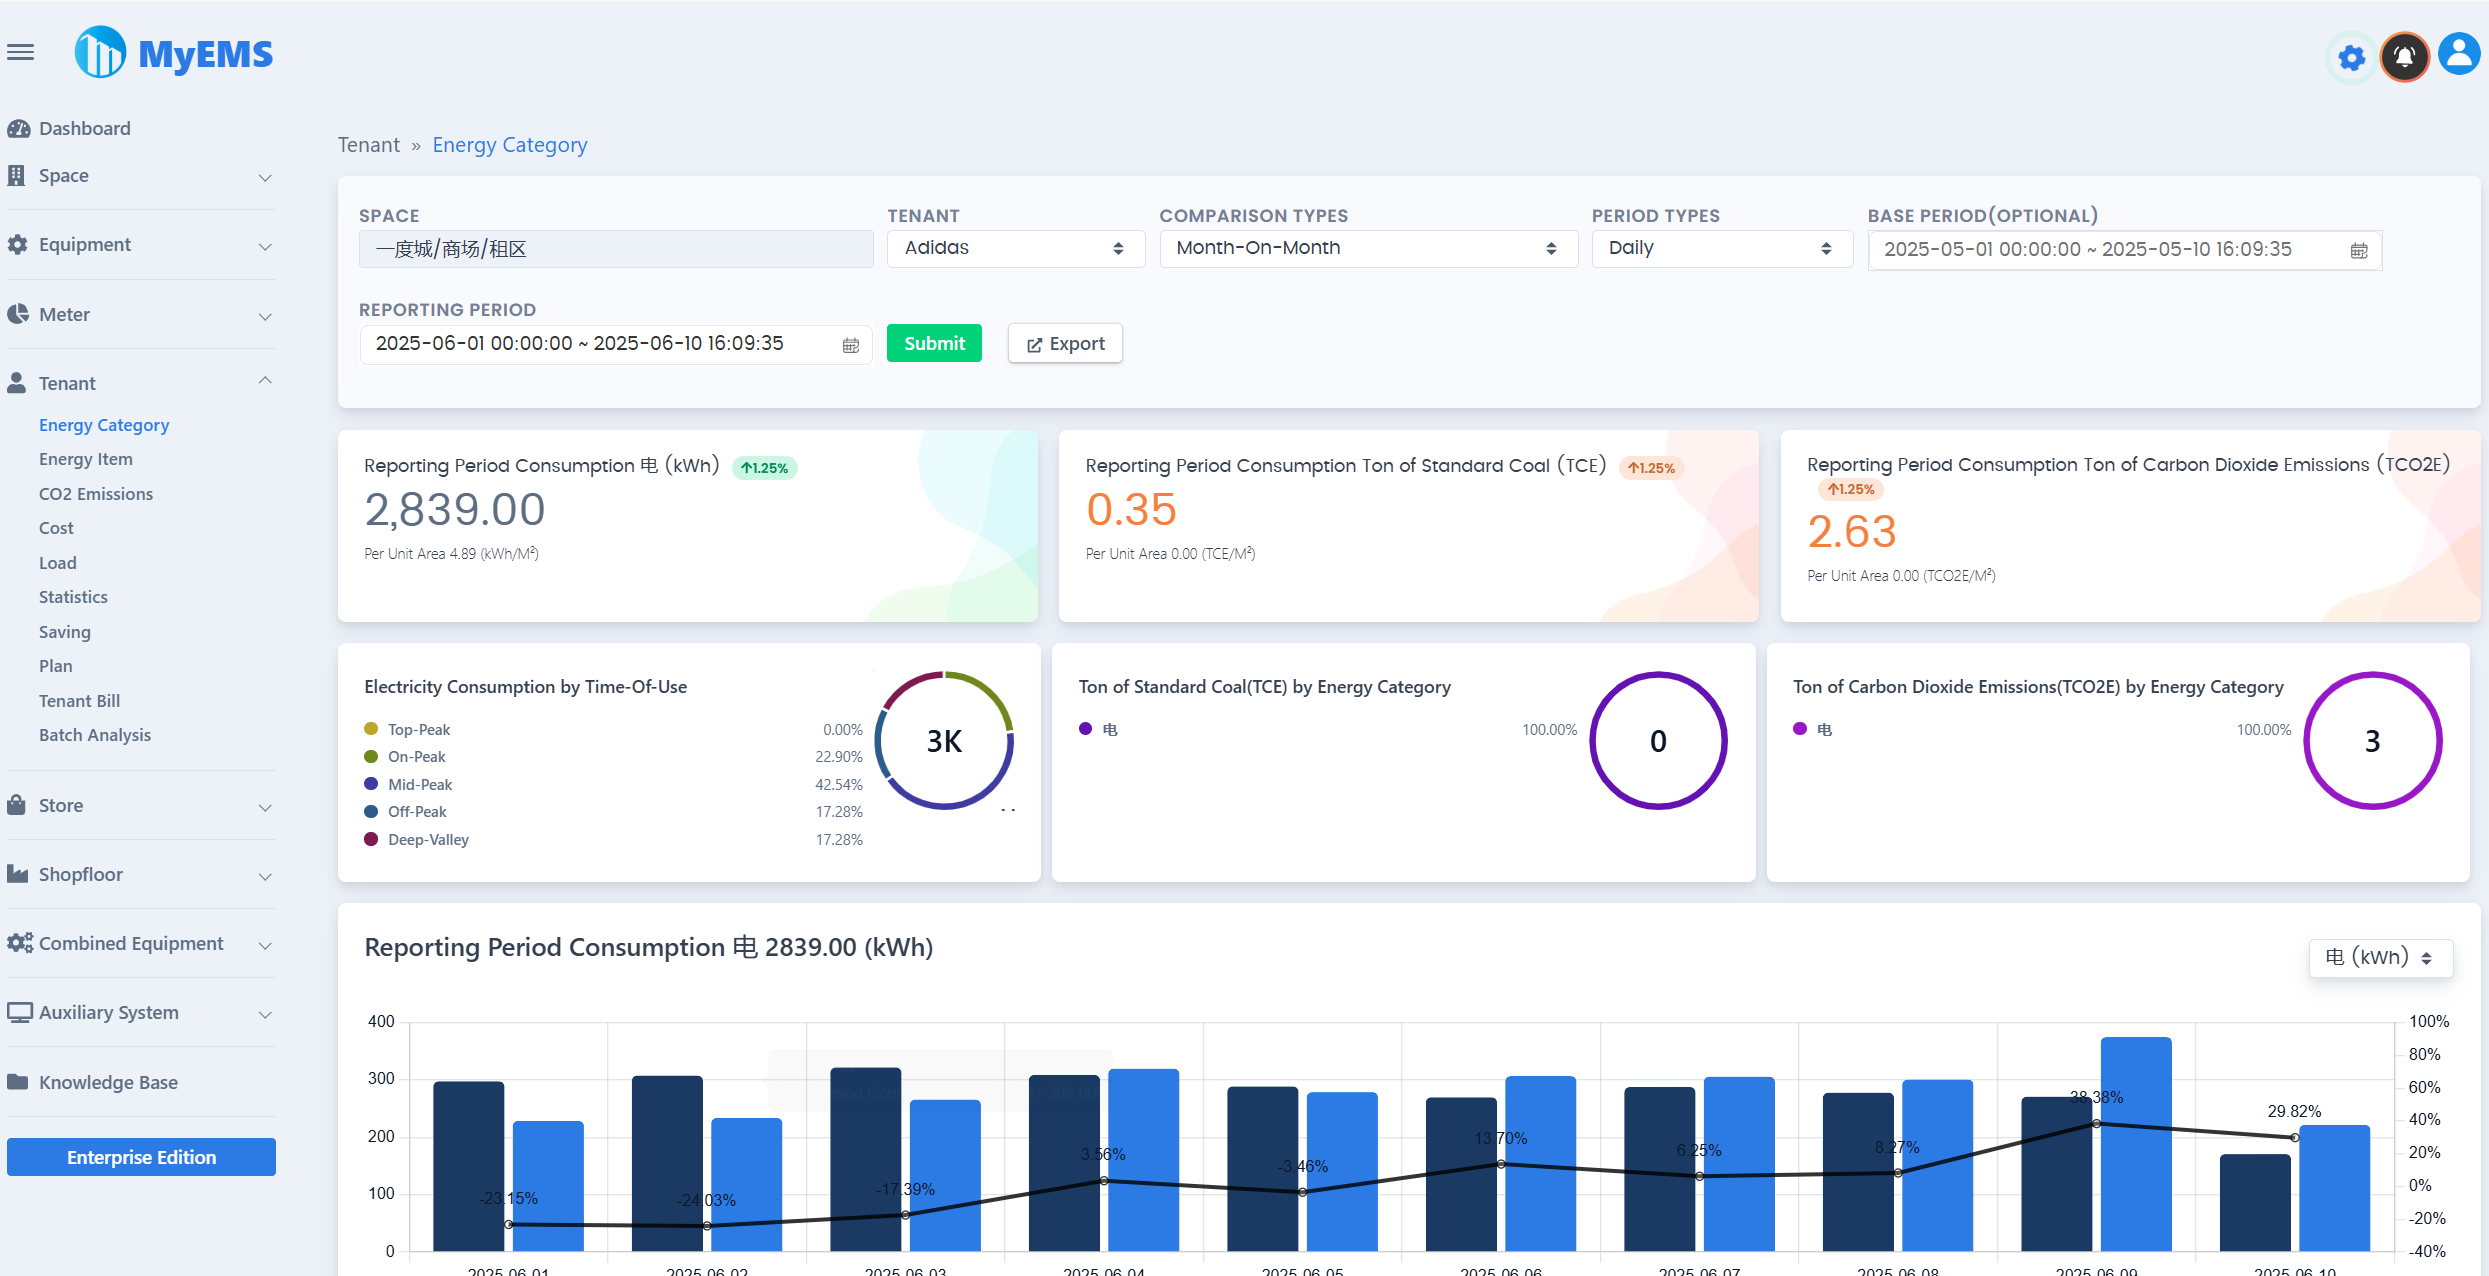 MyEMS
Dashboard
Space
Equipment
Meter
Tenant
Energy Category
Energy Item
CO2 Emissions
Cost
Load
Statistics
Saving
Plan
Tenant Bill
Batch Analysis
Store
Shopfloor
Combined Equipment
Auxiliary System
Knowledge Base
Enterprise Edition
Tenant » Energy Category
SPACE TENANT COMPARISON TYPES PERIOD TYPES BASE PERIOD(OPTIONAL)
一度城/商场/租区 Adidas Month-On-Month Daily 2025-05-01 00:00:00 ~ 2025-05-10 16:09:35
REPORTING PERIOD
2025-06-01 00:00:00 ~ 2025-06-10 16:09:35 Submit Export
Reporting Period Consumption 电 (kWh) 1.25%
2,839.00
Per Unit Area 4.89 (kWh/M²)
Reporting Period Consumption Ton of Standard Coal (TCE) 1.25%
0.35
Per Unit Area 0.00 (TCE/M²)
Reporting Period Consumption Ton of Carbon Dioxide Emissions (TCO2E)
1.25%
2.63
Per Unit Area 0.00 (TCO2E/M²)
Electricity Consumption by Time-Of-Use
Top-Peak 0.00%
On-Peak 22.90%
Mid-Peak 42.54%
Off-Peak 17.28%
Deep-Valley 17.28%
3K
Ton of Standard Coal(TCE) by Energy Category
电 100.00%
0
Ton of Carbon Dioxide Emissions(TCO2E) by Energy Category
电 100.00%
3
Reporting Period Consumption 电 2839.00 (kWh)
电 (kWh)
400
300
200
100
0
100%
80%
60%
40%
20%
0%
-20%
-40%
-23.15%
-24.03%
-17.39%
3.56%
-3.46%
13.70%
6.25%
8.27%
38.38%
29.82%
2025-06-01 2025-06-02 2025-06-03 2025-06-04 2025-06-05 2025-06-06 2025-06-07 2025-06-08 2025-06-09 2025-06-10